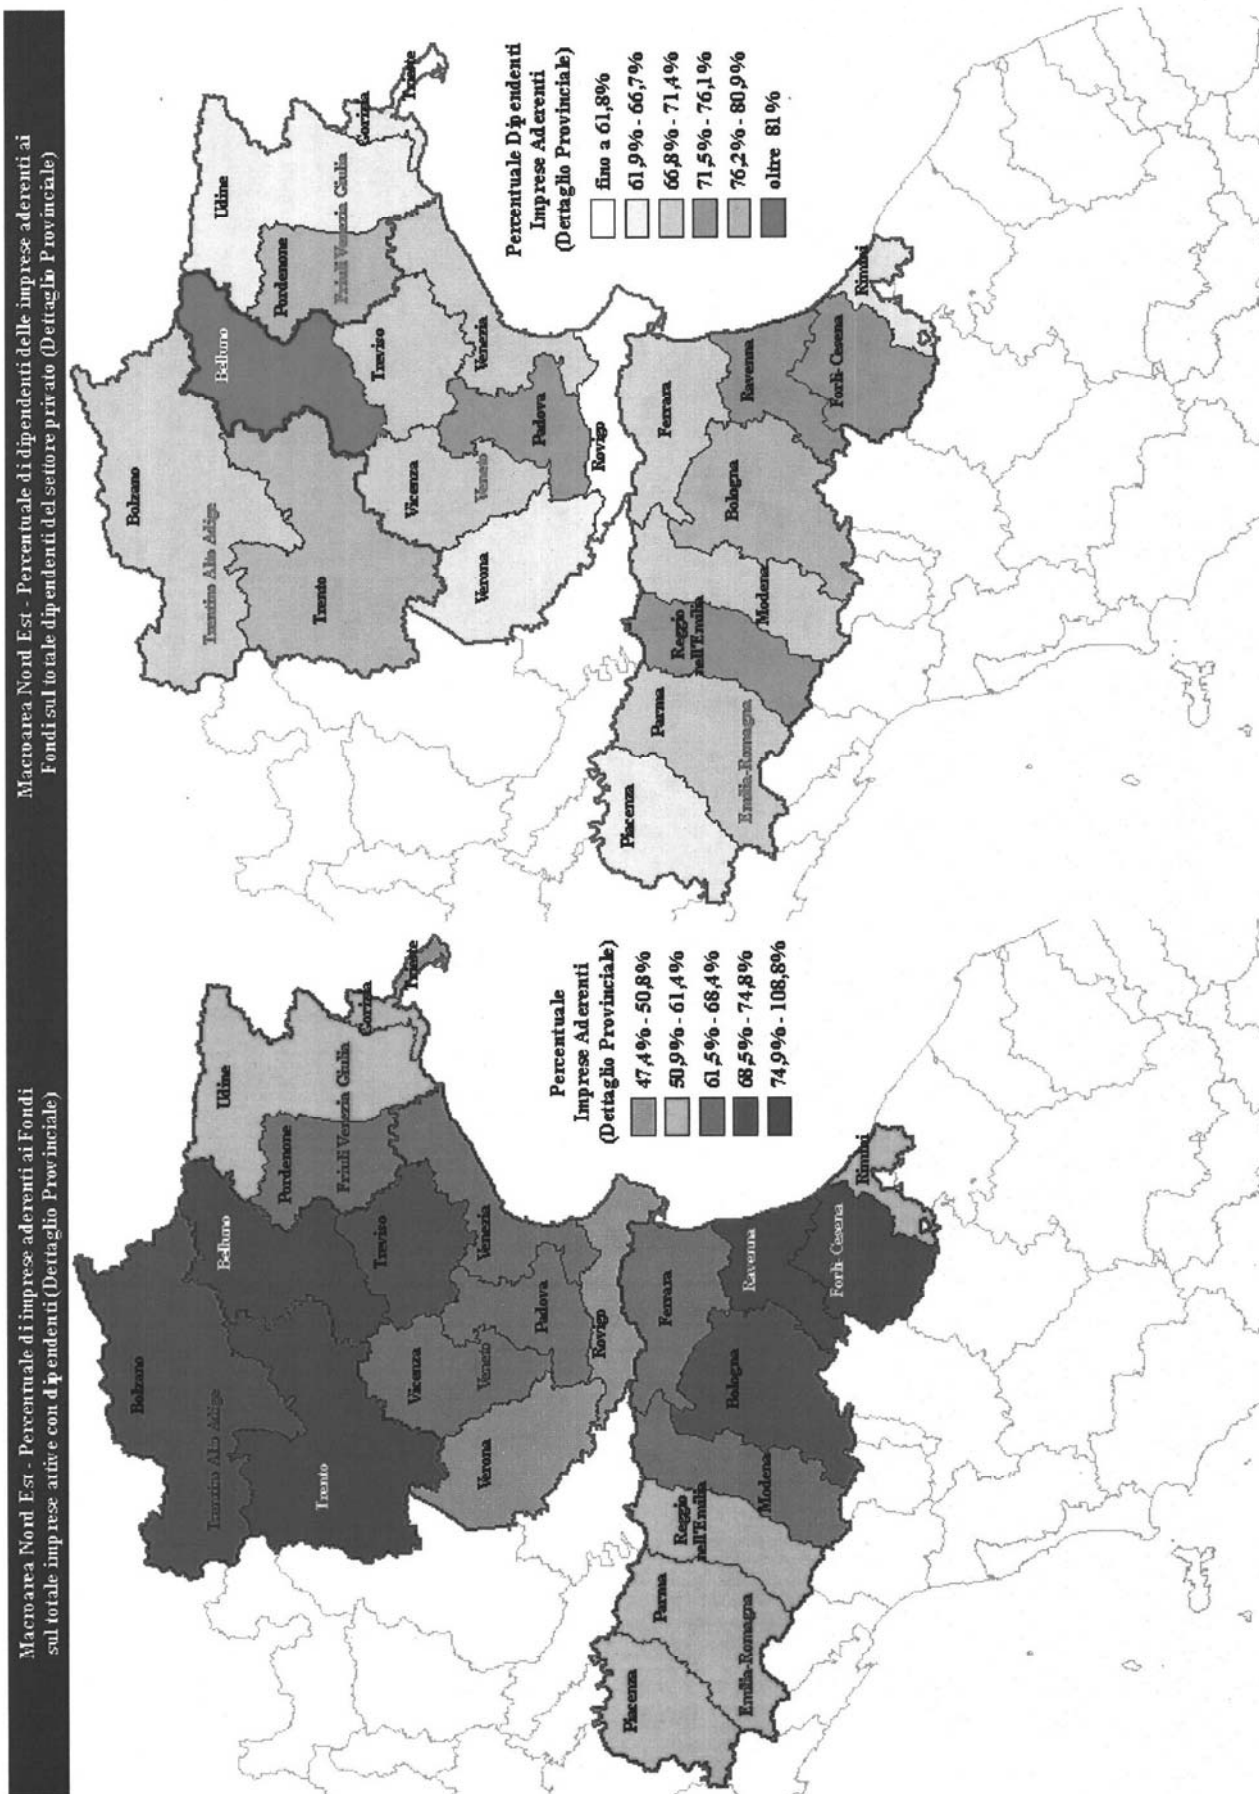 Macroarea Nord Est - Percentuale di imprese aderenti ai Fondi
sul totale imprese attive con dipendenti (Dettaglio Provinciale)
Bolzano
Trentino Alto Adige
Trento
Belluno
Udine
Pordenone
Friuli Venezia Giulia
Gorizia
Trieste
Treviso
Vicenza
Veneto
Venezia
Verona
Padova
Rovigo
Piacenza
Parma
Reggio
nell'Emilia
Emilia-Romagna
Modena
Bologna
Ferrara
Ravenna
Forlì-Cesena
Rimini
Percentuale
Imprese Aderenti
(Dettaglio Provinciale)
47,4% - 50,8%
50,9% - 61,4%
61,5% - 68,4%
68,5% - 74,8%
74,9% - 108,8%
Macroarea Nord Est - Percentuale di dipendenti delle imprese aderenti ai
Fondi sul totale dipendenti del settore privato (Dettaglio Provinciale)
Bolzano
Trentino Alto Adige
Trento
Belluno
Udine
Pordenone
Friuli Venezia Giulia
Gorizia
Trieste
Treviso
Vicenza
Veneto
Venezia
Verona
Padova
Rovigo
Piacenza
Parma
Reggio
nell'Emilia
Emilia-Romagna
Modena
Bologna
Ferrara
Ravenna
Forlì-Cesena
Rimini
Percentuale Dipendenti
Imprese Aderenti
(Dettaglio Provinciale)
fino a 61,8%
61,9% - 66,7%
66,8% - 71,4%
71,5% - 76,1%
76,2% - 80,9%
oltre 81%